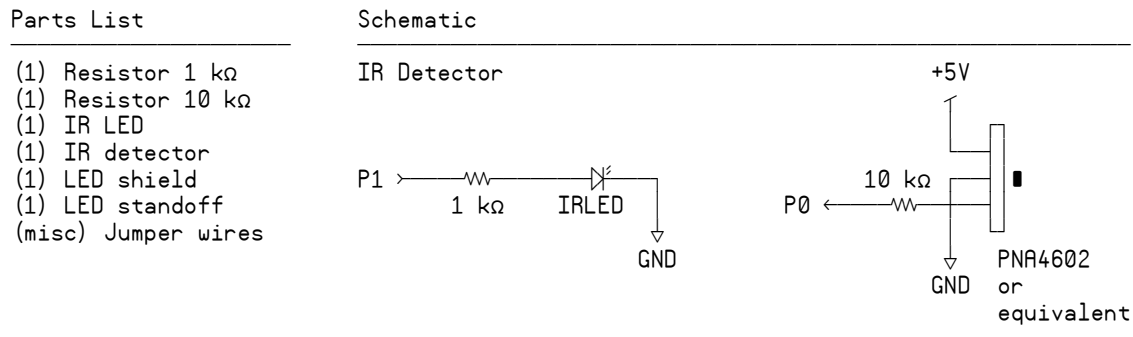 Parts List
(1) Resistor 1 kΩ
(1) Resistor 10 kΩ
(1) IR LED
(1) IR detector
(1) LED shield
(1) LED standoff
(misc) Jumper wires
Schematic
IR Detector
P1
1 kΩ
IRLED
GND
+5V
10 kΩ
P0
GND
PNA4602
or
equivalent